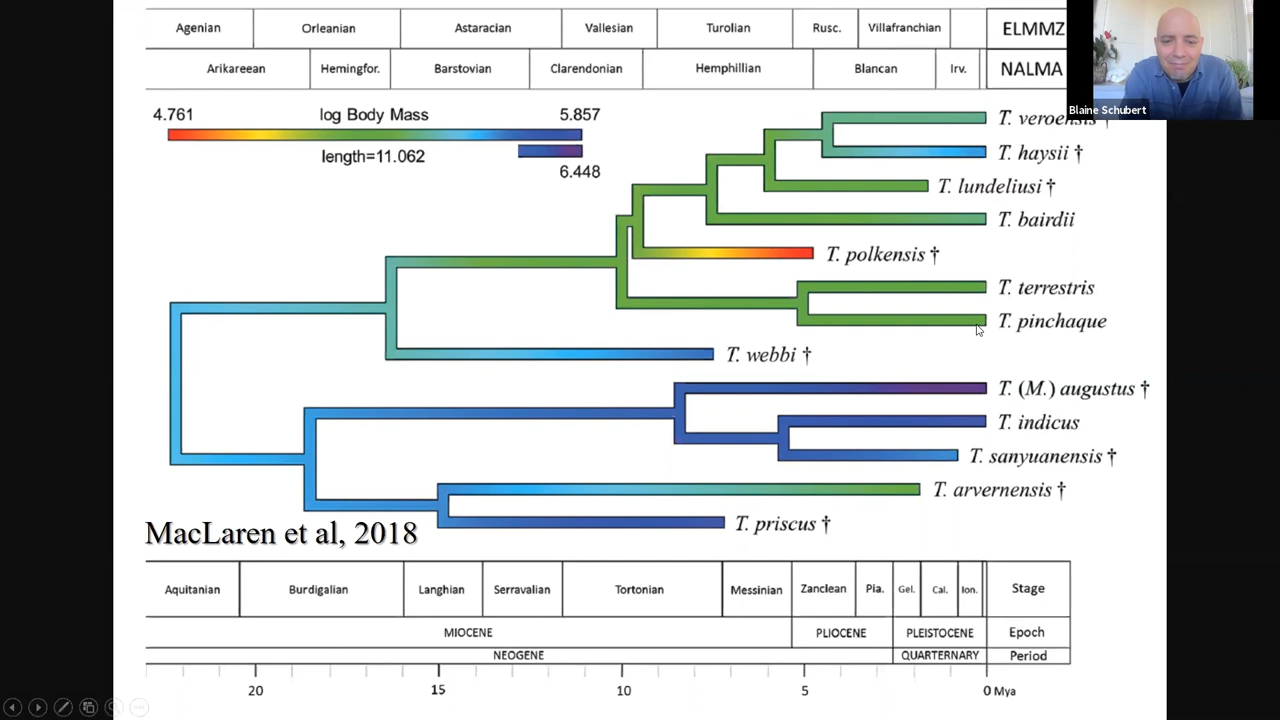 Agenian Orleanian Astaracian Vallesian Turolian Rusc. Villafranchian ELMMZ
Arikareean Hemingfor. Barstovian Clarendonian Hemphillian Blancan Irv. NALMA
Blaine Schubert
4.761 log Body Mass 5.857
length=11.062
6.448
T. veroensis †
T. haysii †
T. lundeliusi †
T. bairdii
T. polkensis †
T. terrestris
T. pinchaque
T. webbi †
T. (M.) augustus †
T. indicus
T. sanyuanensis †
T. arvernensis †
T. priscus †
MacLaren et al, 2018
Aquitanian Burdigalian Langhian Serravalian Tortonian Messinian Zanclean Pia. Gel. Cal. Ion. Stage
MIOCENE PLIOCENE PLEISTOCENE Epoch
NEOGENE QUARTERNARY Period
20 15 10 5 0 Mya